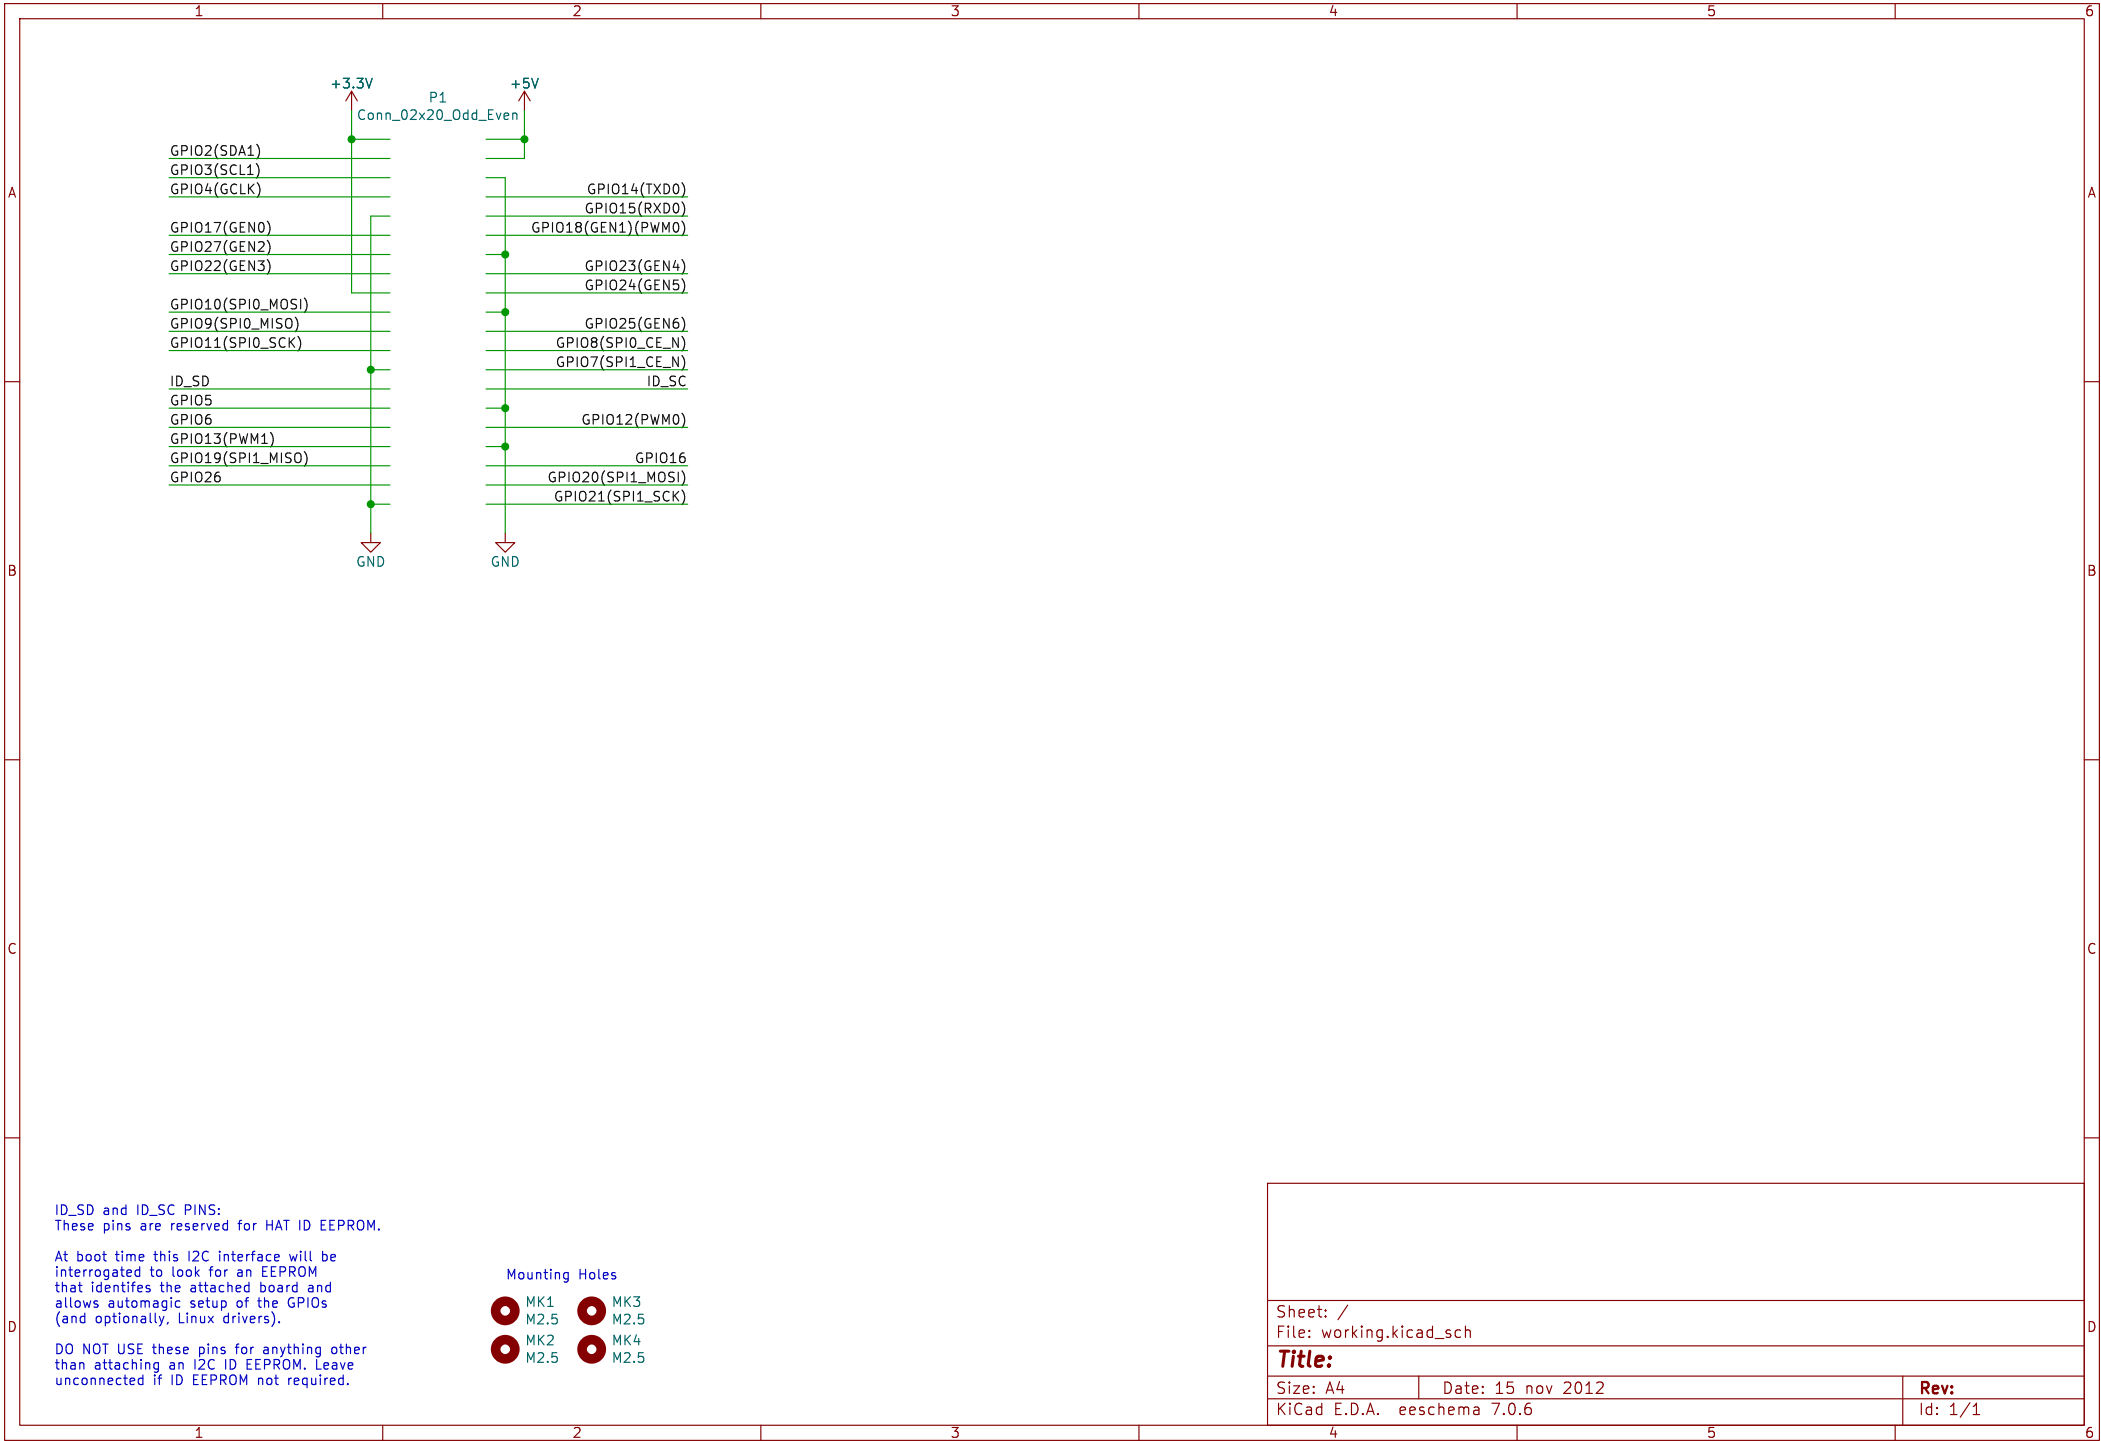 1 2 3 4 5 6
+3.3V
+5V
P1
Conn_02x20_Odd_Even
GPIO2(SDA1)
GPIO3(SCL1)
GPIO4(GCLK)
GPIO17(GEN0)
GPIO27(GEN2)
GPIO22(GEN3)
GPIO10(SPI0_MOSI)
GPIO9(SPI0_MISO)
GPIO11(SPI0_SCK)
ID_SD
GPIO5
GPIO6
GPIO13(PWM1)
GPIO19(SPI1_MISO)
GPIO26
GPIO14(TXD0)
GPIO15(RXD0)
GPIO18(GEN1)(PWM0)
GPIO23(GEN4)
GPIO24(GEN5)
GPIO25(GEN6)
GPIO8(SPI0_CE_N)
GPIO7(SPI1_CE_N)
ID_SC
GPIO12(PWM0)
GPIO16
GPIO20(SPI1_MOSI)
GPIO21(SPI1_SCK)
GND
GND
A
A
B
B
C
C
D
D
ID_SD and ID_SC PINS:
These pins are reserved for HAT ID EEPROM.
At boot time this I2C interface will be
interrogated to look for an EEPROM
that identifes the attached board and
allows automagic setup of the GPIOs
(and optionally, Linux drivers).
DO NOT USE these pins for anything other
than attaching an I2C ID EEPROM. Leave
unconnected if ID EEPROM not required.
Mounting Holes
MK1
M2.5
MK3
M2.5
MK2
M2.5
MK4
M2.5
Sheet: /
File: working.kicad_sch
Title:
Size: A4
Date: 15 nov 2012
Rev:
KiCad E.D.A. eeschema 7.0.6
Id: 1/1
1 2 3 4 5 6